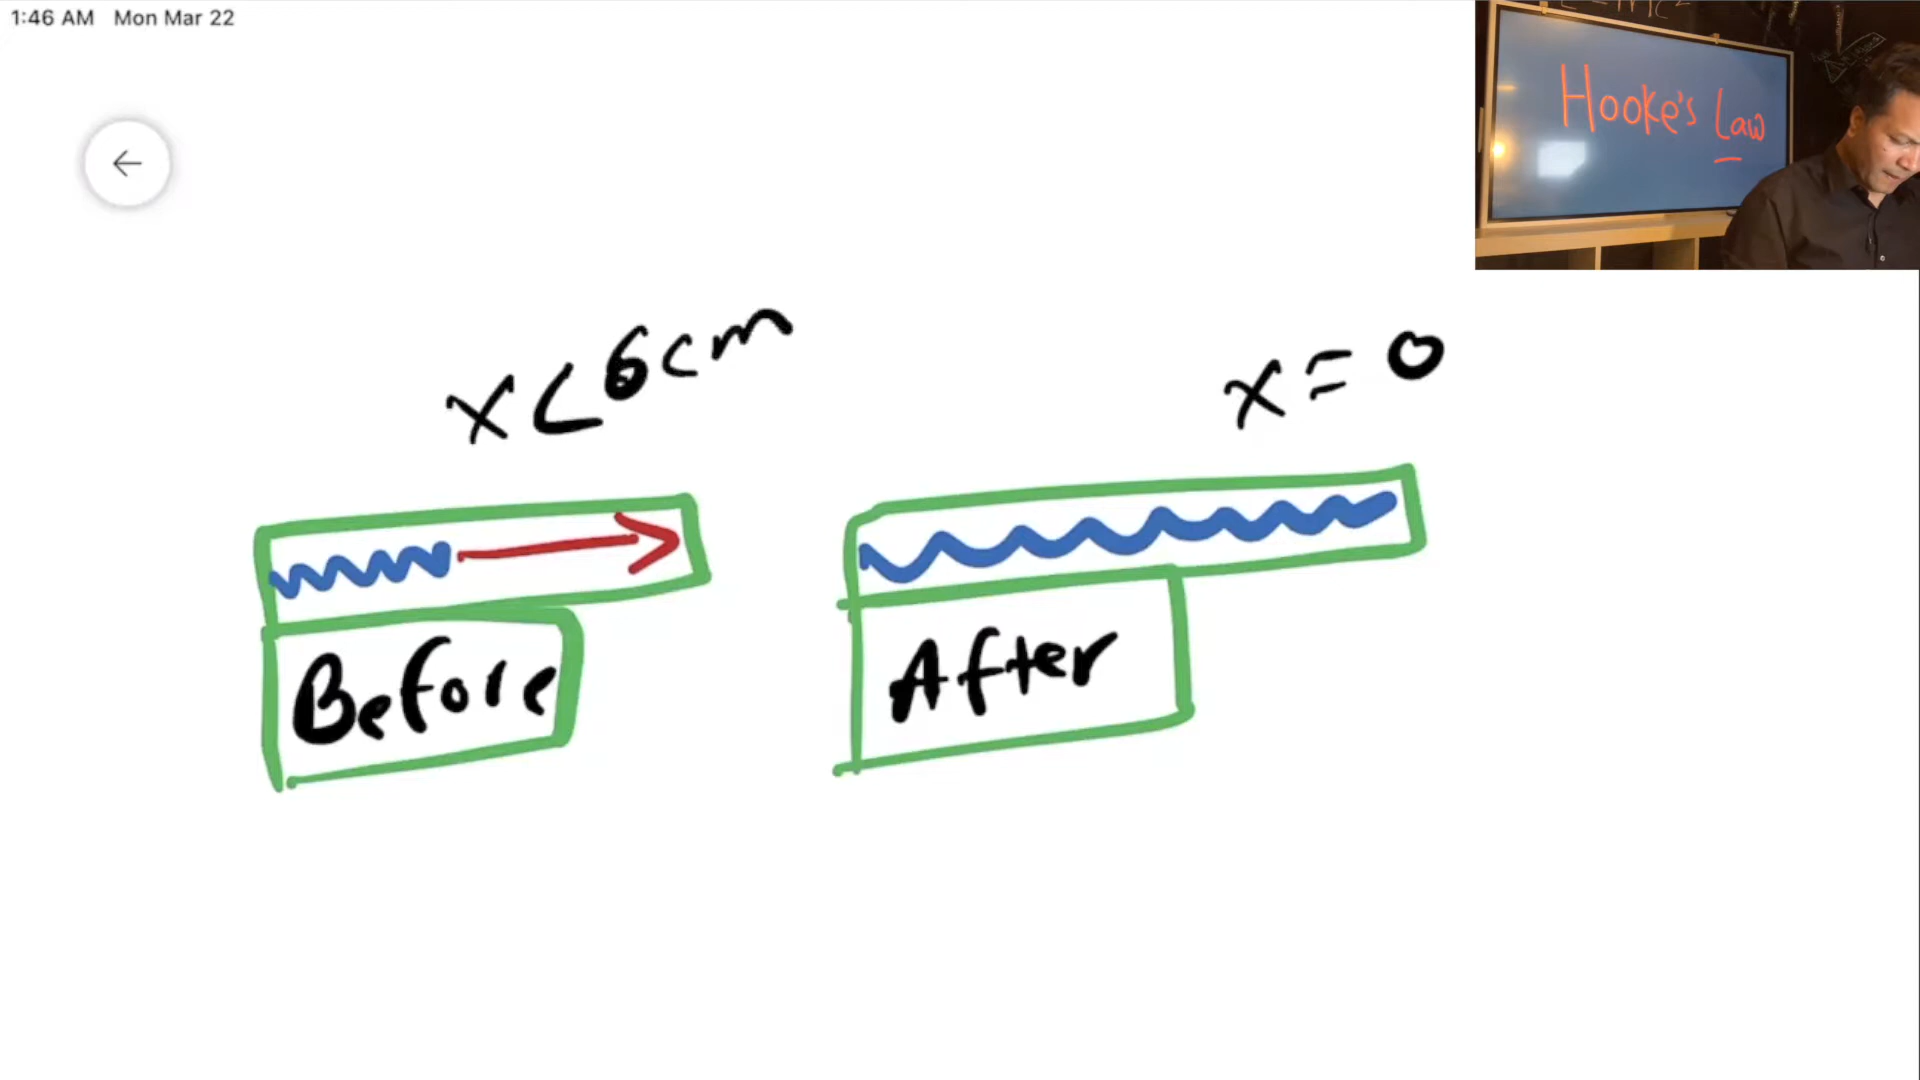 1:46 AM Mon Mar 22
Hooke's Law
x<6cm
x=0
Before
After